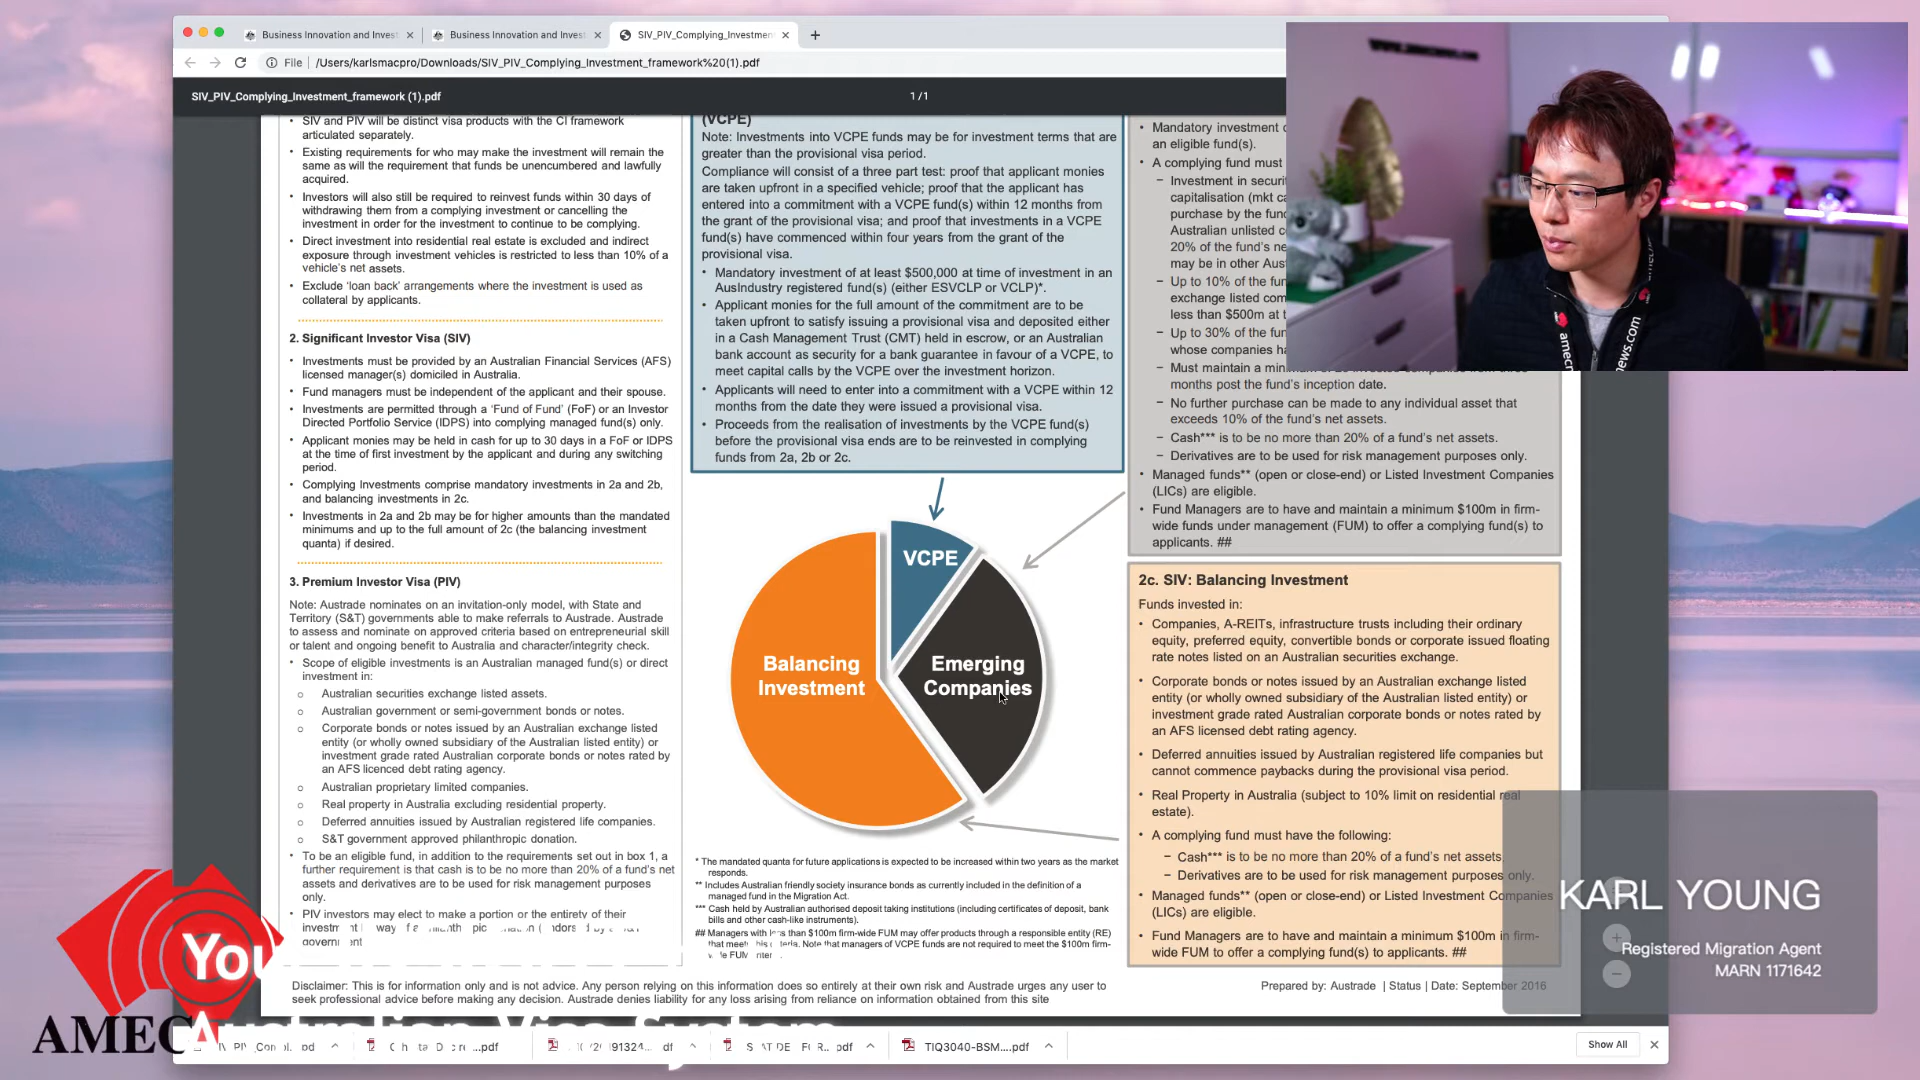 Business Innovation and Invest
Business Innovation and Invest
SIV_PIV_Complying_Investment
File
/Users/karlsmacpro/Downloads/SIV_PIV_Complying_Investment_framework%20(1).pdf
SIV_PIV_Complying_Investment_framework (1).pdf
1 / 1
• SIV and PIV will be distinct visa products with the CI framework
articulated separately.
• Existing requirements for who may make the investment will remain the
same as will the requirement that funds be unencumbered and lawfully
acquired.
• Investors will also still be required to reinvest funds within 30 days of
withdrawing them from a complying investment or cancelling the
investment in order for the investment to continue to be complying.
• Direct investment into residential real estate is excluded and indirect
exposure through investment vehicles is restricted to less than 10% of a
vehicle's net assets.
• Exclude 'loan back' arrangements where the investment is used as
collateral by applicants.
2. Significant Investor Visa (SIV)
• Investments must be provided by an Australian Financial Services (AFS)
licensed manager(s) domiciled in Australia.
• Fund managers must be independent of the applicant and their spouse.
• Investments are permitted through a 'Fund of Fund' (FoF) or an Investor
Directed Portfolio Service (IDPS) into complying managed fund(s) only.
• Applicant monies may be held in cash for up to 30 days in a FoF or IDPS
at the time of first investment by the applicant and during any switching
period.
• Complying Investments comprise mandatory investments in 2a and 2b,
and balancing investments in 2c.
• Investments in 2a and 2b may be for higher amounts than the mandated
minimums and up to the full amount of 2c (the balancing investment
quanta) if desired.
3. Premium Investor Visa (PIV)
Note: Austrade nominates on an invitation-only model, with State and
Territory (S&T) governments able to make referrals to Austrade. Austrade
to assess and nominate on approved criteria based on entrepreneurial skill
or talent and ongoing benefit to Australia and character/integrity check.
• Scope of eligible investments is an Australian managed fund(s) or direct
investment in:
o Australian securities exchange listed assets.
o Australian government or semi-government bonds or notes.
o Corporate bonds or notes issued by an Australian exchange listed
entity (or wholly owned subsidiary of the Australian listed entity) or
investment grade rated Australian corporate bonds or notes rated by
an AFS licenced debt rating agency.
o Australian proprietary limited companies.
o Real property in Australia excluding residential property.
o Deferred annuities issued by Australian registered life companies.
o S&T government approved philanthropic donation.
• To be an eligible fund, in addition to the requirements set out in box 1, a
further requirement is that cash is to be no more than 20% of a fund's net
assets and derivatives are to be used for risk management purposes
only.
• PIV investors may elect to make a portion or the entirety of their
(VCPE)
Note: Investments into VCPE funds may be for investment terms that are
greater than the provisional visa period.
Compliance will consist of a three part test: proof that applicant monies
are taken upfront in a specified vehicle; proof that the applicant has
entered into a commitment with a VCPE fund(s) within 12 months from
the grant of the provisional visa; and proof that investments in a VCPE
fund(s) have commenced within four years from the grant of the
provisional visa.
• Mandatory investment of at least $500,000 at time of investment in an
AusIndustry registered fund(s) (either ESVCLP or VCLP)*.
• Applicant monies for the full amount of the commitment are to be
taken upfront to satisfy issuing a provisional visa and deposited either
in a Cash Management Trust (CMT) held in escrow, or an Australian
bank account as security for a bank guarantee in favour of a VCPE, to
meet capital calls by the VCPE over the investment horizon.
• Applicants will need to enter into a commitment with a VCPE within 12
months from the date they were issued a provisional visa.
• Proceeds from the realisation of investments by the VCPE fund(s)
before the provisional visa ends are to be reinvested in complying
funds from 2a, 2b or 2c.
VCPE
Emerging
Companies
Balancing
Investment
* The mandated quanta for future applications is expected to be increased within two years as the market
responds.
** Includes Australian friendly society insurance bonds as currently included in the definition of a
managed fund in the Migration Act.
*** Cash held by Australian authorised deposit taking institutions (including certificates of deposit, bank
bills and other cash-like instruments).
## Managers with less than $100m firm-wide FUM may offer products through a responsible entity (RE)
that meets this criteria. Note that managers of VCPE funds are not required to meet the $100m firm-
• Mandatory investment
an eligible fund(s).
• A complying fund must
– Investment in securi
capitalisation (mkt ca
purchase by the fund
Australian unlisted c
20% of the fund's ne
may be in other Aust
– Up to 10% of the fun
exchange listed com
less than $500m at t
– Up to 30% of the fun
whose companies ha
– Must maintain a
months post the fund's inception date.
– No further purchase can be made to any individual asset that
exceeds 10% of the fund's net assets.
– Cash*** is to be no more than 20% of a fund's net assets.
– Derivatives are to be used for risk management purposes only.
• Managed funds** (open or close-end) or Listed Investment Companies
(LICs) are eligible.
• Fund Managers are to have and maintain a minimum $100m in firm-
wide funds under management (FUM) to offer a complying fund(s) to
applicants. ##
2c. SIV: Balancing Investment
Funds invested in:
• Companies, A-REITs, infrastructure trusts including their ordinary
equity, preferred equity, convertible bonds or corporate issued floating
rate notes listed on an Australian securities exchange.
• Corporate bonds or notes issued by an Australian exchange listed
entity (or wholly owned subsidiary of the Australian listed entity) or
investment grade rated Australian corporate bonds or notes rated by
an AFS licensed debt rating agency.
• Deferred annuities issued by Australian registered life companies but
cannot commence paybacks during the provisional visa period.
• Real Property in Australia (subject to 10% limit on residential real
estate).
• A complying fund must have the following:
– Cash*** is to be no more than 20% of a fund's net assets.
– Derivatives are to be used for risk management purposes only.
• Managed funds** (open or close-end) or Listed Investment Companies
(LICs) are eligible.
• Fund Managers are to have and maintain a minimum $100m in firm-
wide FUM to offer a complying fund(s) to applicants. ##
Disclaimer: This is for information only and is not advice. Any person relying on this information does so entirely at their own risk and Austrade urges any user to
seek professional advice before making any decision. Austrade denies liability for any loss arising from reliance on information obtained from this site
Prepared by: Austrade | Status | Date: September 2016
KARL YOUNG
Registered Migration Agent
MARN 1171642
You
AMEC
Australian Visa System
TIQ3040-BSM....pdf
Show All